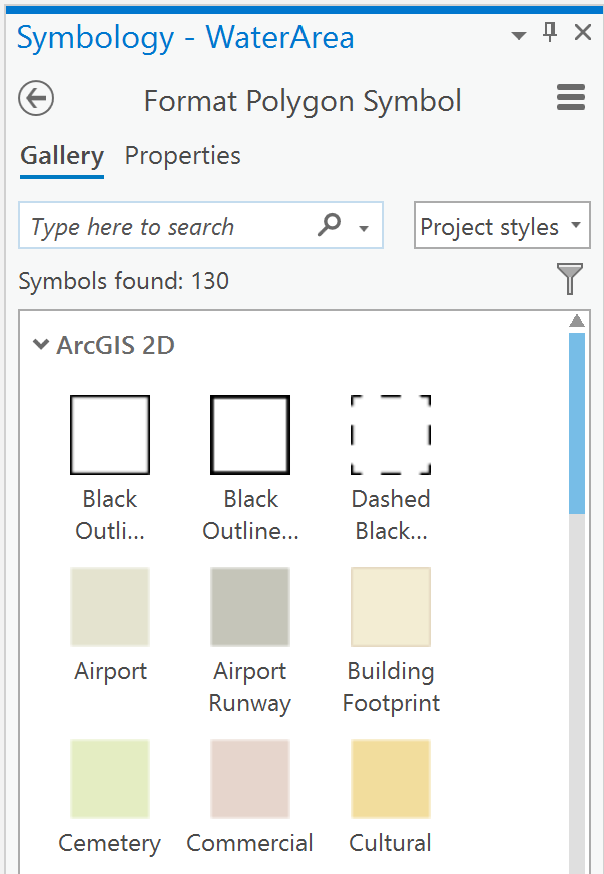 Symbology - WaterArea
Format Polygon Symbol
Gallery Properties
Type here to search Project styles
Symbols found: 130
ArcGIS 2D
Black Black Dashed
Outli... Outline... Black...
Airport Airport Building
Runway Footprint
Cemetery Commercial Cultural